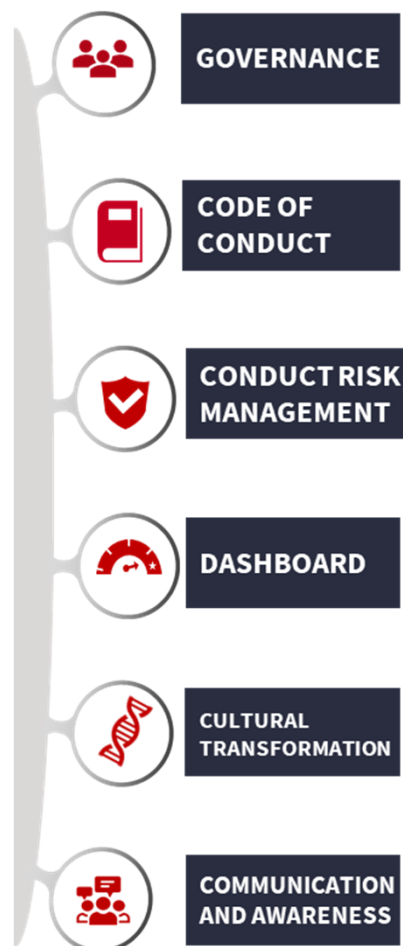 GOVERNANCE
CODE OF
CONDUCT
CONDUCT RISK
MANAGEMENT
DASHBOARD
CULTURAL
TRANSFORMATION
COMMUNICATION
AND AWARENESS